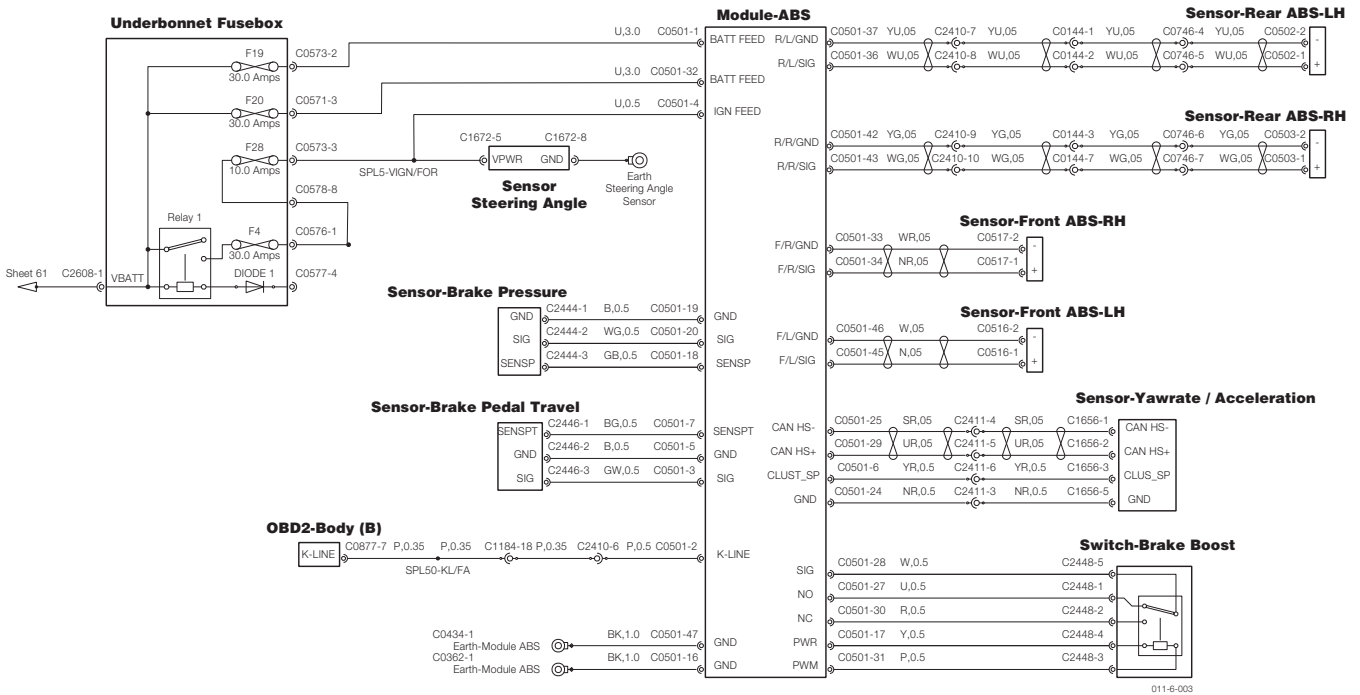 Underbonnet Fusebox
F19
30.0 Amps
C0573-2
F20
30.0 Amps
C0571-3
F28
10.0 Amps
C0573-3
C0578-8
Relay 1
F4
30.0 Amps
C0576-1
Sheet 61
C2608-1
VBATT
DIODE 1
C0577-4
SPL5-VIGN/FOR
C1672-5
C1672-8
VPWR
GND
Sensor
Steering Angle
Earth
Steering Angle
Sensor
Module-ABS
U,3.0 C0501-1 BATT FEED
U,3.0 C0501-32 BATT FEED
U,0.5 C0501-4 IGN FEED
Sensor-Brake Pressure
GND C2444-1 B,0.5 C0501-19 GND
SIG C2444-2 WG,0.5 C0501-20 SIG
SENSP C2444-3 GB,0.5 C0501-18 SENSP
Sensor-Brake Pedal Travel
SENSPT C2446-1 BG,0.5 C0501-7 SENSPT
GND C2446-2 B,0.5 C0501-5 GND
SIG C2446-3 GW,0.5 C0501-3 SIG
OBD2-Body (B)
K-LINE C0877-7 P,0.35 P,0.35 C1184-18 P,0.35 C2410-6 P,0.5 C0501-2 K-LINE
SPL50-KL/FA
C0434-1
Earth-Module ABS
BK,1.0 C0501-47 GND
C0362-1
Earth-Module ABS
BK,1.0 C0501-16 GND
Sensor-Rear ABS-LH
R/L/GND C0501-37 YU,05 C2410-7 YU,05 C0144-1 YU,05 C0746-4 YU,05 C0502-2 -
R/L/SIG C0501-36 WU,05 C2410-8 WU,05 C0144-2 WU,05 C0746-5 WU,05 C0502-1 +
Sensor-Rear ABS-RH
R/R/GND C0501-42 YG,05 C2410-9 YG,05 C0144-3 YG,05 C0746-6 YG,05 C0503-2 -
R/R/SIG C0501-43 WG,05 C2410-10 WG,05 C0144-7 WG,05 C0746-7 WG,05 C0503-1 +
Sensor-Front ABS-RH
F/R/GND C0501-33 WR,05 C0517-2 -
F/R/SIG C0501-34 NR,05 C0517-1 +
Sensor-Front ABS-LH
F/L/GND C0501-46 W,05 C0516-2 -
F/L/SIG C0501-45 N,05 C0516-1 +
Sensor-Yawrate / Acceleration
CAN HS- C0501-25 SR,05 C2411-4 SR,05 C1656-1 CAN HS-
CAN HS+ C0501-29 UR,05 C2411-5 UR,05 C1656-2 CAN HS+
CLUST_SP C0501-6 YR,0.5 C2411-6 YR,0.5 C1656-3 CLUS_SP
GND C0501-24 NR,0.5 C2411-3 NR,0.5 C1656-5 GND
Switch-Brake Boost
SIG C0501-28 W,0.5 C2448-5
NO C0501-27 U,0.5 C2448-1
NC C0501-30 R,0.5 C2448-2
PWR C0501-17 Y,0.5 C2448-4
PWM C0501-31 P,0.5 C2448-3
011-6-003